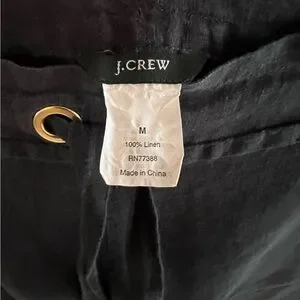 J.CREW
M
100% Linen
RN77388
Made in China